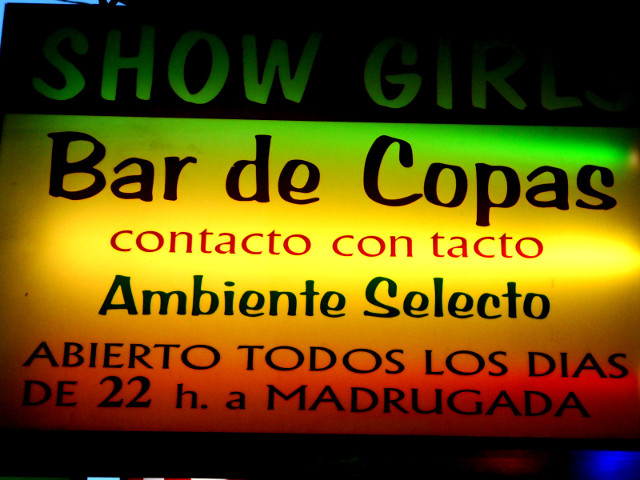 SHOW GIRLS
Bar de Copas
contacto con tacto
Ambiente Selecto
ABIERTO TODOS LOS DIAS
DE 22 h. a MADRUGADA